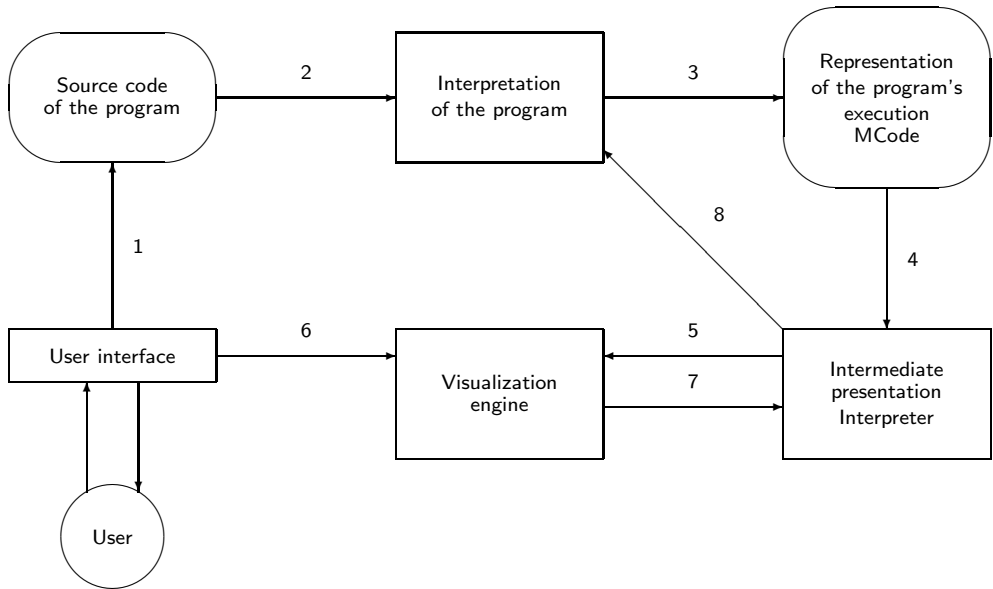 Source code
of the program
2
Interpretation
of the program
3
Representation
of the program's
execution
MCode
1
8
4
User interface
6
Visualization
engine
5
7
Intermediate
presentation
Interpreter
User